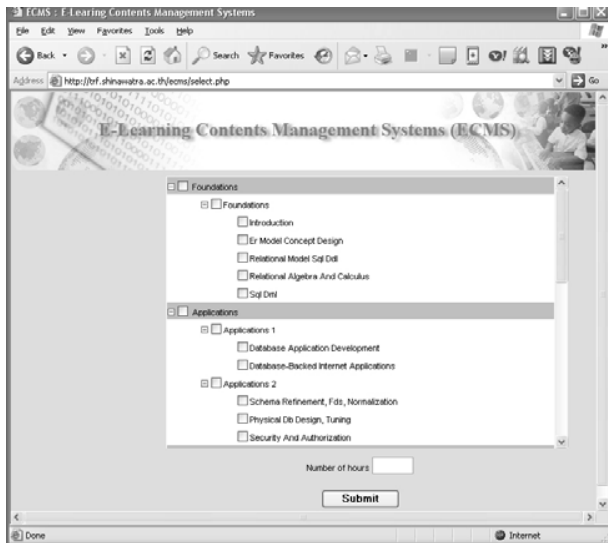 ECMS : E-Learing Contents Management Systems
File Edit View Favorites Tools Help
Back Search Favorites
Address http://trf.shinawatra.ac.th/ecms/select.php Go
E-Learning Contents Management Systems (ECMS)
Foundations
Foundations
Introduction
Er Model Concept Design
Relational Model Sql Ddl
Relational Algebra And Calculus
Sql Dml
Applications
Applications 1
Database Application Development
Database-Backed Internet Applications
Applications 2
Schema Refinement, Fds, Normalization
Physical Db Design, Tuning
Security And Authorization
Number of hours
Submit
Done Internet